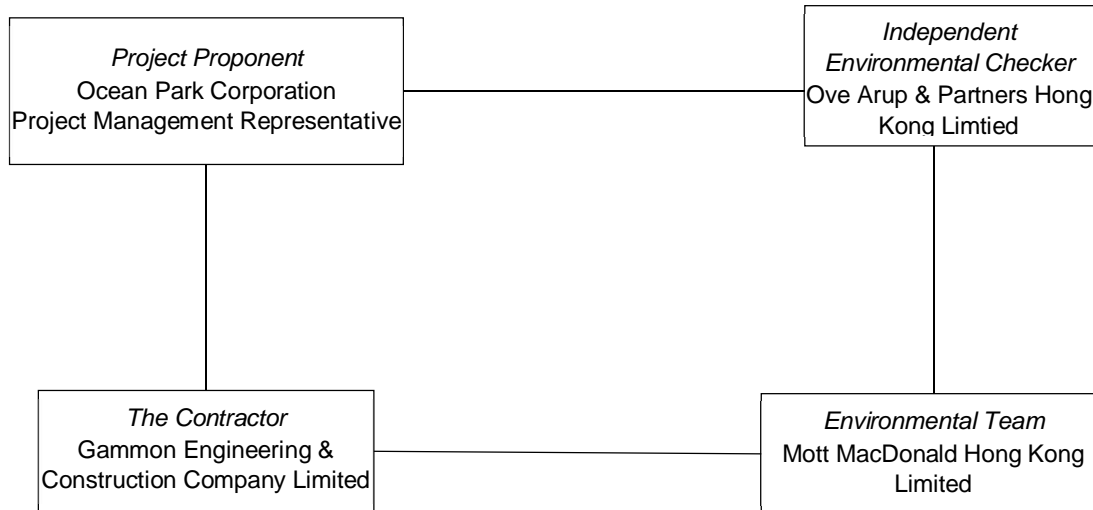 Project Proponent
Ocean Park Corporation
Project Management Representative
Independent
Environmental Checker
Ove Arup & Partners Hong
Kong Limtied
The Contractor
Gammon Engineering &
Construction Company Limited
Environmental Team
Mott MacDonald Hong Kong
Limited